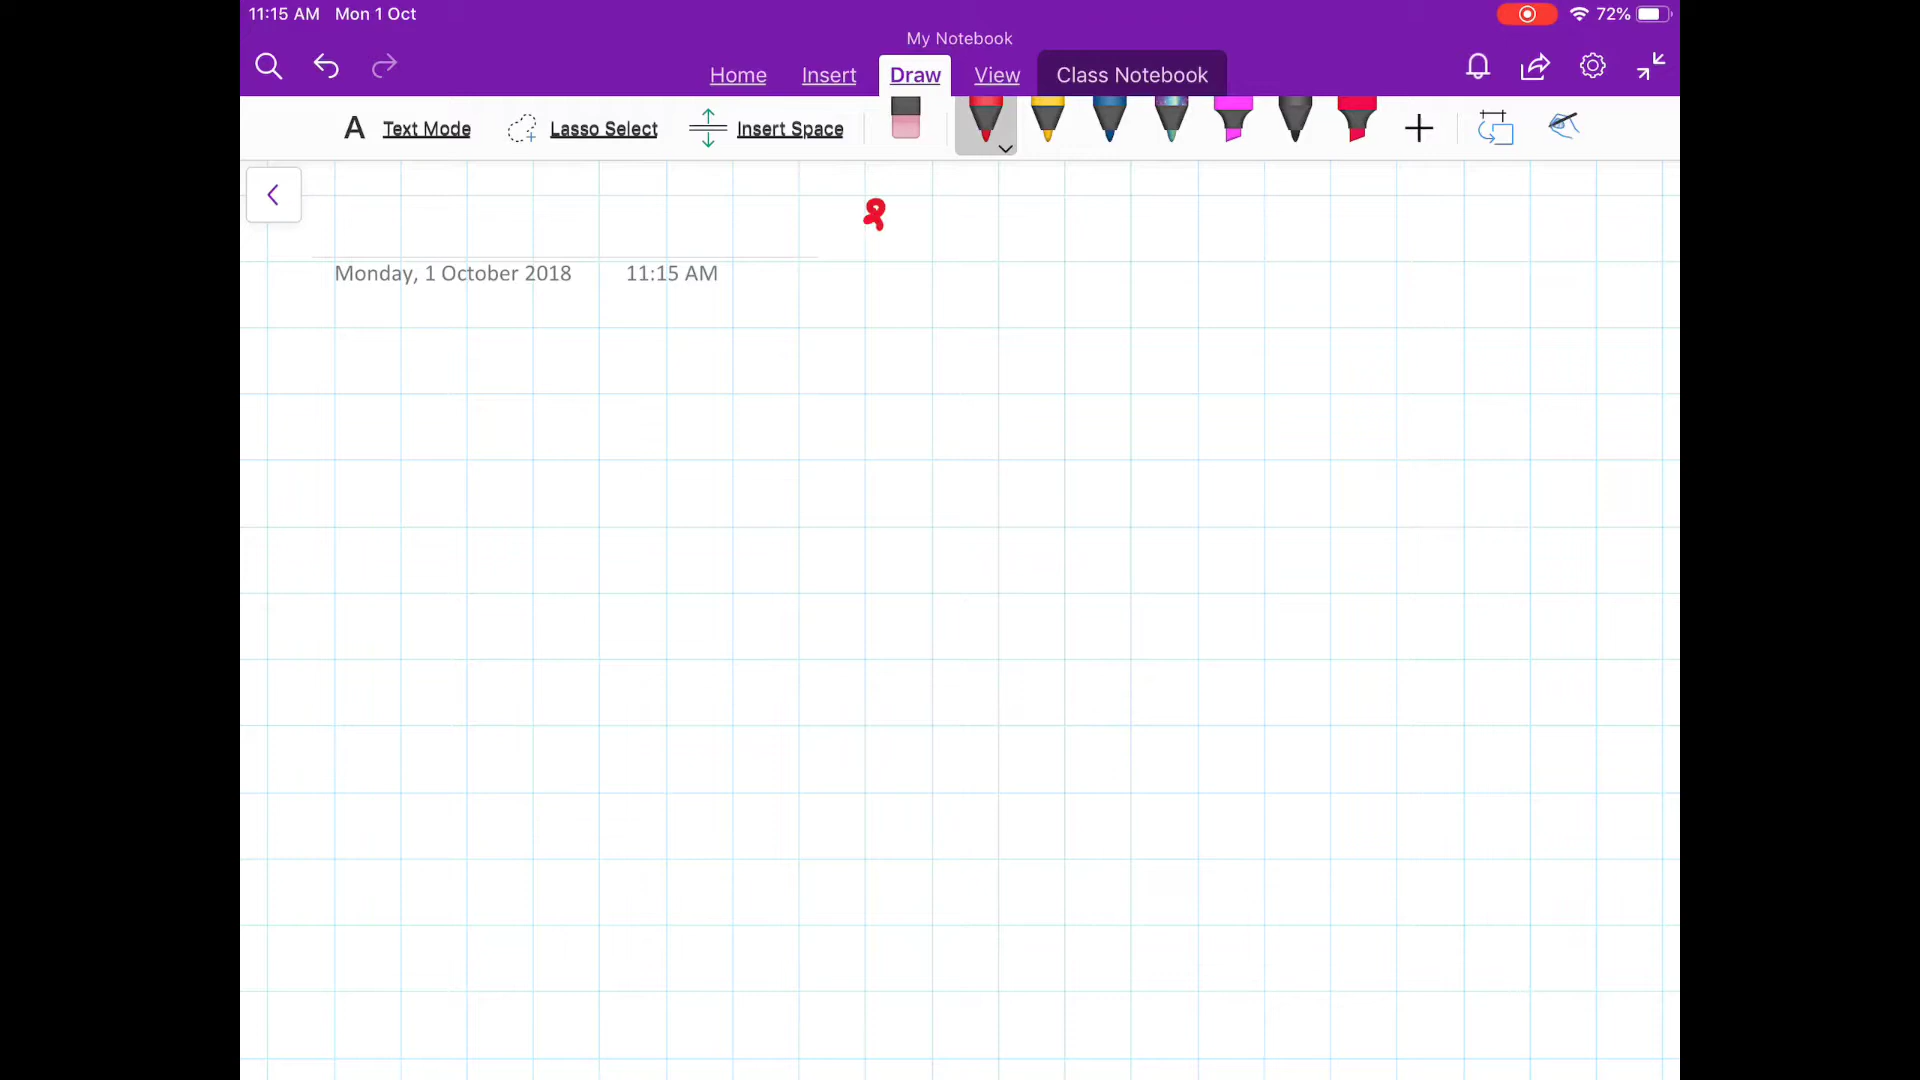 11:15 AM Mon 1 Oct 72%
My Notebook
Home Insert Draw View Class Notebook
A Text Mode Lasso Select Insert Space
Monday, 1 October 2018 11:15 AM